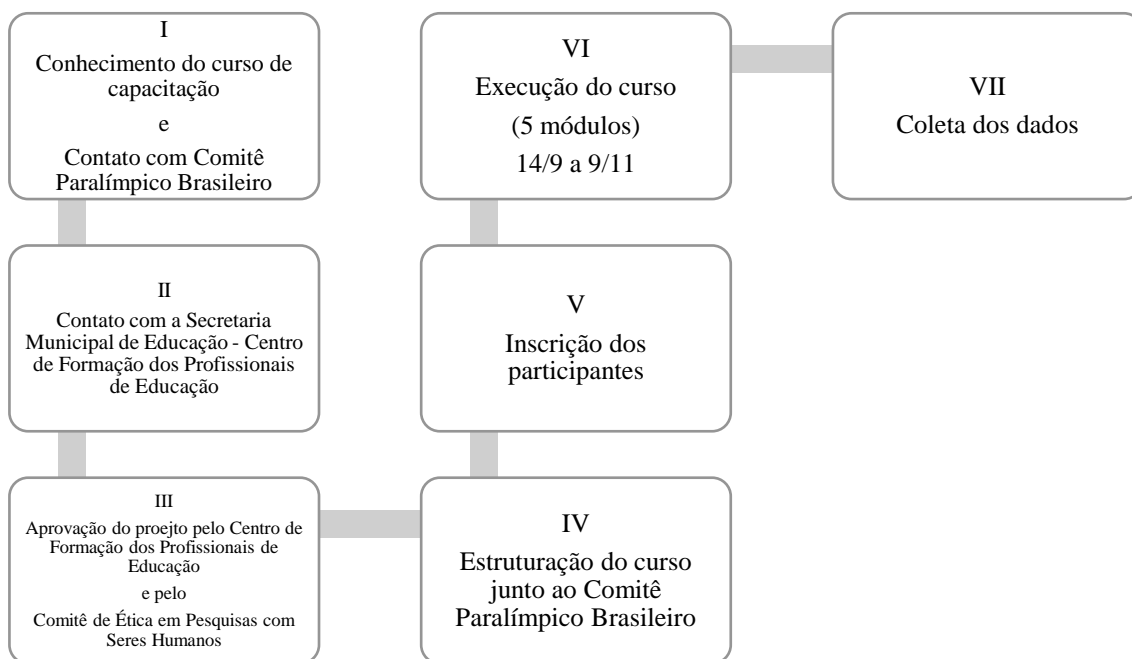 I
Conhecimento do curso de
capacitação
e
Contato com Comitê
Paralímpico Brasileiro
II
Contato com a Secretaria
Municipal de Educação - Centro
de Formação dos Profissionais
de Educação
III
Aprovação do proejto pelo Centro de
Formação dos Profissionais de
Educação
e pelo
Comitê de Ética em Pesquisas com
Seres Humanos
IV
Estruturação do curso
junto ao Comitê
Paralímpico Brasileiro
V
Inscrição dos
participantes
VI
Execução do curso
(5 módulos)
14/9 a 9/11
VII
Coleta dos dados